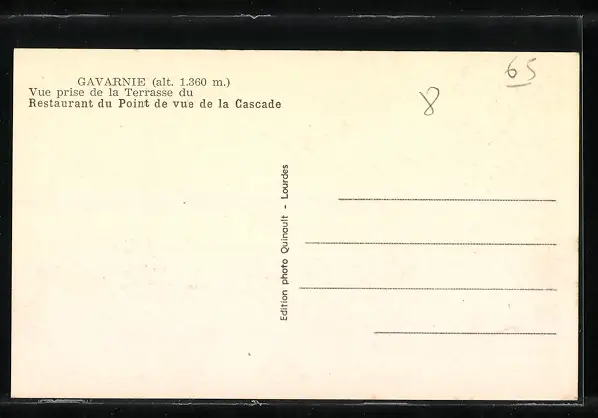 GAVARNIE (alt. 1.360 m.)
Vue prise de la Terrasse du
Restaurant du Point de vue de la Cascade
65
8
Edition photo Quinault - Lourdes